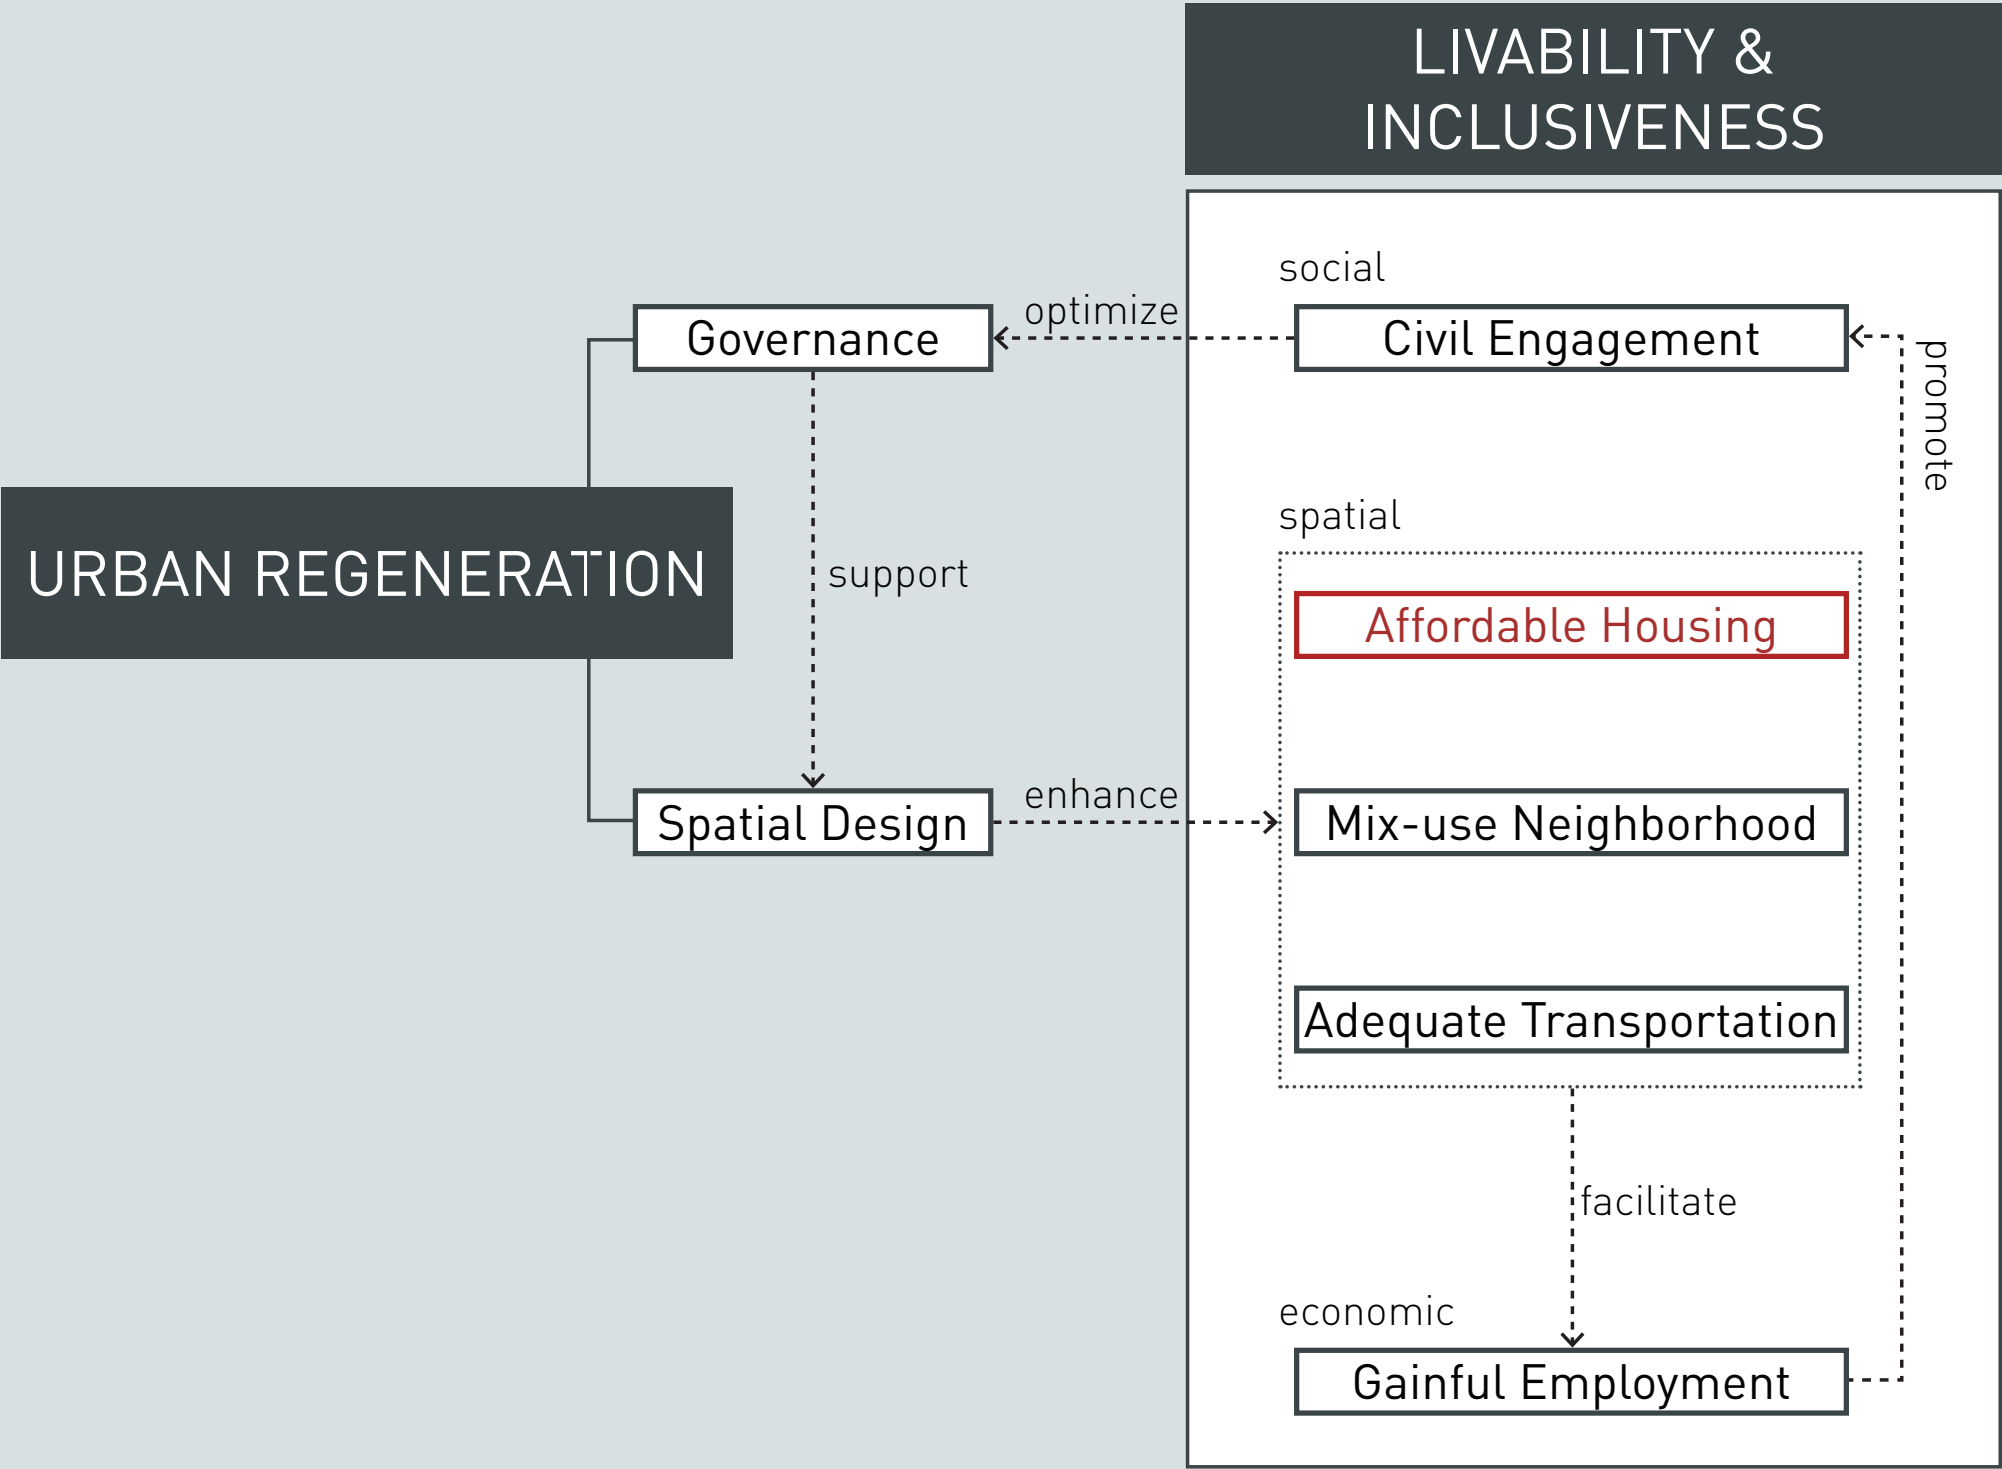 LIVABILITY &
INCLUSIVENESS
social
Governance
optimize
Civil Engagement
promote
spatial
URBAN REGENERATION
support
Affordable Housing
Spatial Design
enhance
Mix-use Neighborhood
Adequate Transportation
facilitate
economic
Gainful Employment